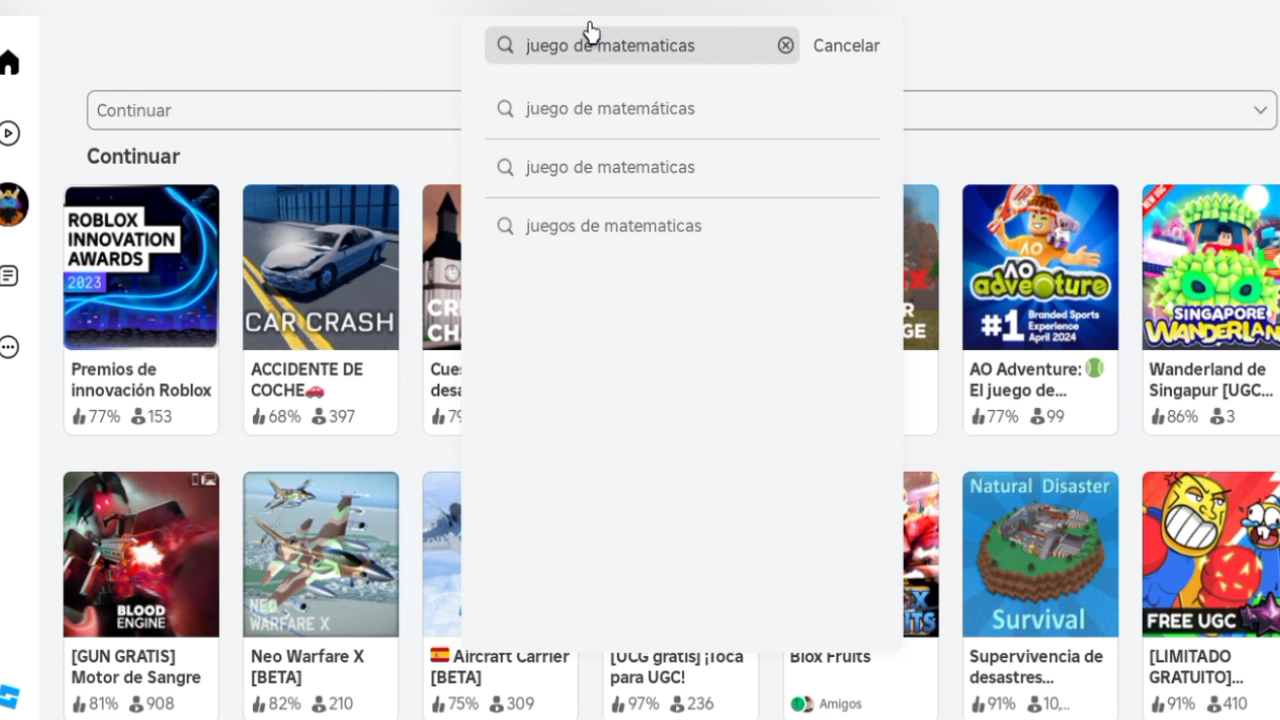 juego de matematicas
Cancelar
juego de matemáticas
juego de matematicas
juegos de matematicas
Continuar
Continuar
ROBLOX
INNOVATION
AWARDS
2023
Premios de
innovación Roblox
77% 153
CAR CRASH
ACCIDENTE DE
COCHE
68% 397
AO
adventure
#1 Branded Sports
Experience
April 2024
AO Adventure:
El juego de...
77% 99
NEW UGC
SINGAPORE
Wanderland de
Singapur [UGC...
86% 3
BLOOD
ENGINE
[GUN GRATIS]
Motor de Sangre
81% 908
NEO
WARFARE X
Neo Warfare X
[BETA]
82% 210
Aircraft Carrier
[BETA]
75% 309
[UCG gratis] ¡Toca
para UGC!
97% 236
Blox Fruits
Amigos
Natural Disaster
Survival
Supervivencia de
desastres...
91% 10,...
FREE UGC
[LIMITADO
GRATUITO]...
91% 410